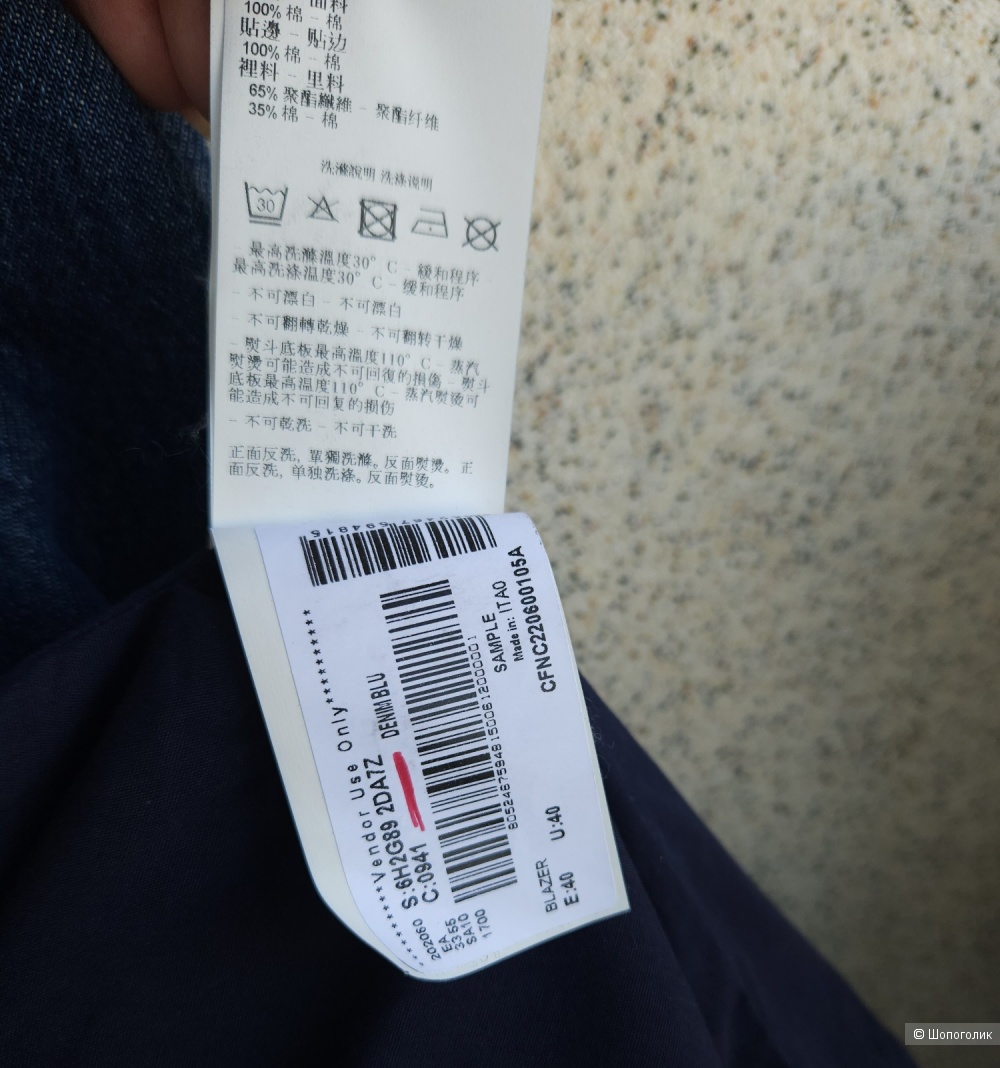 面料
100% 棉 - 棉
貼邊 - 贴边
100% 棉 - 棉
裡料 - 里料
65% 聚酯纖維 - 聚酯纤维
35% 棉 - 棉
洗滌說明 洗涤说明
30
- 最高洗滌溫度30° C - 緩和程序 -
最高洗涤温度30° C - 缓和程序
- 不可漂白 - 不可漂白
- 不可翻轉乾燥 - 不可翻转干燥
- 熨斗底板最高溫度110° C - 蒸汽
熨燙可能造成不可回復的損傷 - 熨斗
底板最高温度110° C - 蒸汽熨烫可
能造成不可回复的损伤
- 不可乾洗 - 不可干洗
正面反洗, 單獨洗滌。反面熨燙。 正
面反洗, 单独洗涤。反面熨烫。
*****Vendor Use Only**********
S:6H2G89 2DA7Z DENIM BLU
C:0941
202060
EA
3355
SA10
1700
805246759481500612000001
SAMPLE
Made in: ITA0
CFNC220600105A
BLAZER
E:40 U:40
© Шопоголик